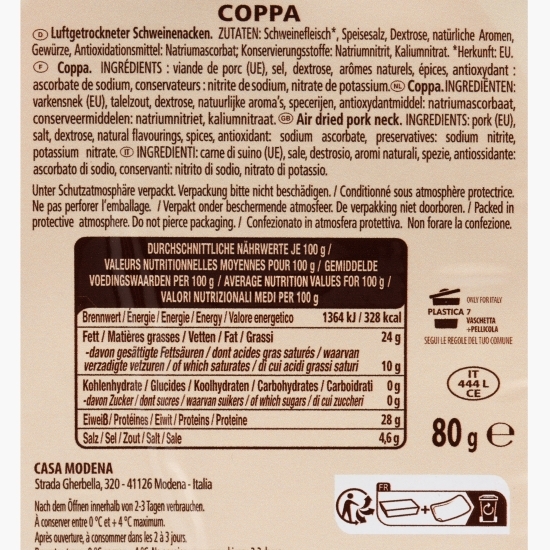 COPPA
Ⓓ Luftgetrockneter Schweinenacken. ZUTATEN: Schweinefleisch*, Speisesalz, Dextrose, natürliche Aromen,
Gewürze, Antioxidationsmittel: Natriumascorbat; Konservierungsstoffe: Natriumnitrit, Kaliumnitrat. *Herkunft: EU.
Ⓕ Coppa. INGRÉDIENTS : viande de porc (UE), sel, dextrose, arômes naturels, épices, antioxydant :
ascorbate de sodium, conservateurs : nitrite de sodium, nitrate de potassium. NL Coppa. INGREDIËNTEN:
varkensnek (EU), talelzout, dextrose, natuurlijke aroma's, specerijen, antioxydantmiddel: natriumascorbaat,
conserveermiddelen: natriumnitriet, kaliumnitraat. GB Air dried pork neck. INGREDIENTS: pork (EU),
salt, dextrose, natural flavourings, spices, antioxidant: sodium ascorbate, preservatives: sodium nitrite,
potassium nitrate. IT INGREDIENTI: carne di suino (UE), sale, destrosio, aromi naturali, spezie, antiossidante:
ascorbato di sodio, conservanti: nitrito di sodio, nitrato di potassio.
Unter Schutzatmosphäre verpackt. Verpackung bitte nicht beschädigen. / Conditionné sous atmosphère protectrice.
Ne pas perforer l'emballage. / Verpakt onder beschermende atmosfeer. De verpakking niet doorboren. / Packed in
protective atmosphere. Do not pierce packaging. / Confezionato in atmosfera protettiva. Non forare la confezione.
DURCHSCHNITTLICHE NÄHRWERTE JE 100 g /
VALEURS NUTRITIONNELLES MOYENNES POUR 100 g / GEMIDDELDE
VOEDINGSWAARDEN PER 100 g / AVERAGE NUTRITION VALUES FOR 100 g /
VALORI NUTRIZIONALI MEDI PER 100 g
Brennwert / Énergie / Energie / Energy / Valore energetico 1364 kJ / 328 kcal
Fett / Matières grasses / Vetten / Fat / Grassi 24 g
-davon gesättigte Fettsäuren / dont acides gras saturés / waarvan
verzadigte vetzuren / of which saturates / di cui acidi grassi saturi 10 g
Kohlenhydrate / Glucides / Koolhydraten / Carbohydrates / Carboidrati 0 g
-davon Zucker / dont sucres / waarvan suikers / of which sugars / di cui zuccheri 0 g
Eiweiß / Protéines / Eiwit / Proteins / Proteine 28 g
Salz / Sel / Zout / Salt / Sale 4,6 g
ONLY FOR ITALY
PLASTICA 7
VASCHETTA
+PELLICOLA
SEGUI LE REGOLE DEL TUO COMUNE
IT
444 L
CE
80 g ℮
CASA MODENA
Strada Gherbella, 320 - 41126 Modena - Italia
Nach dem Öffnen innerhalb von 2-3 Tagen verbrauchen.
À conserver entre 0 °C et + 4 °C maximum.
Après ouverture, à consommer dans les 2 à 3 jours.
FR